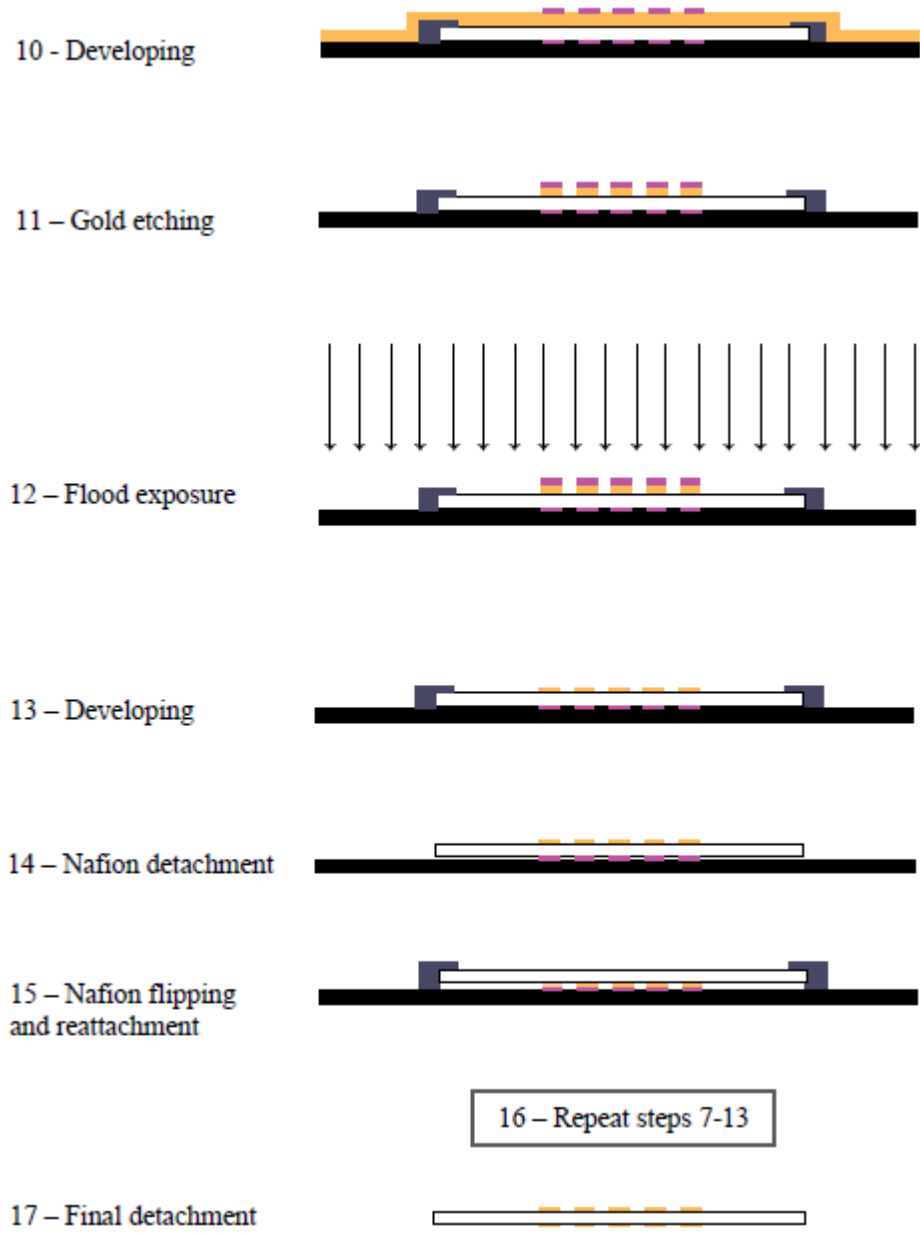 10 - Developing
11 – Gold etching
12 – Flood exposure
13 – Developing
14 – Nafion detachment
15 – Nafion flipping
and reattachment
16 – Repeat steps 7-13
17 – Final detachment